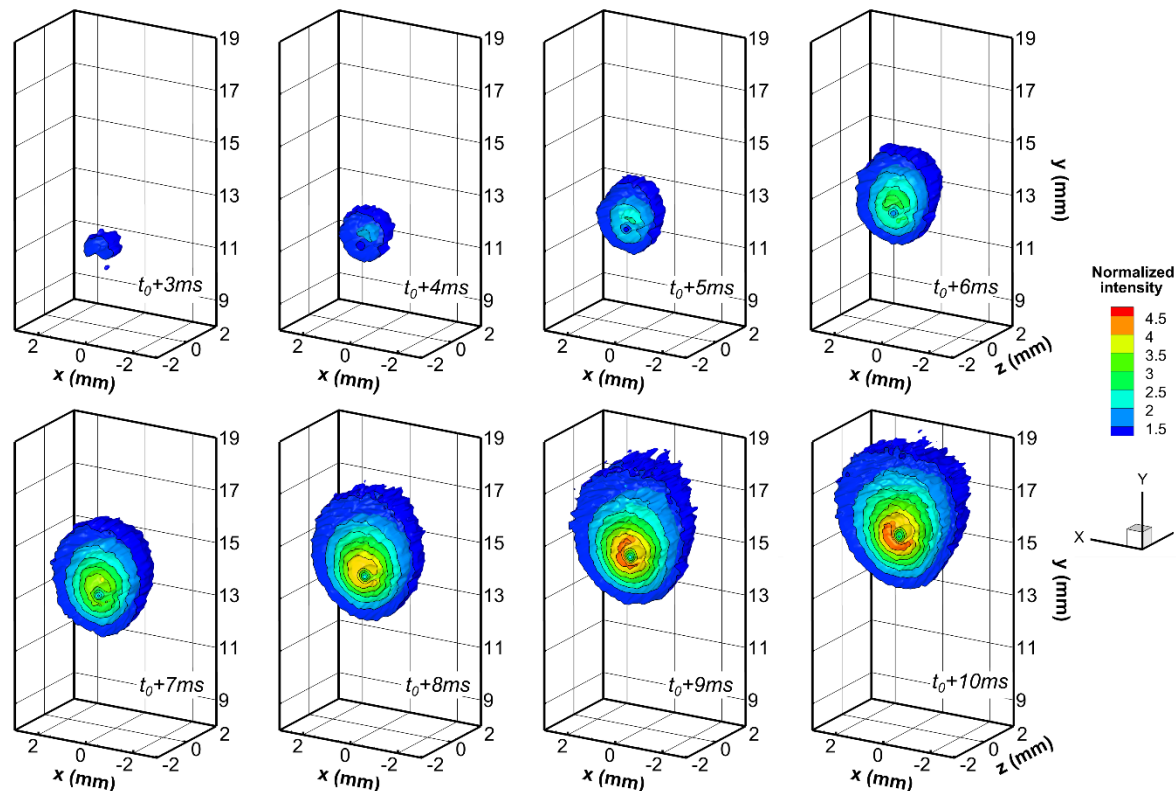 19 19 19 19
17 17 17 17
15 15 15 15
13 13 13 13
11 11 11 11
9 9 9 9
y (mm)
t0+3ms t0+4ms t0+5ms t0+6ms
2 0 -2 -2 0 2
2 0 -2 -2 0 2
2 0 -2 -2 0 2
2 0 -2 -2 0 2
x (mm) x (mm) x (mm) x (mm)
z (mm)
Normalized
intensity
4.5
4
3.5
3
2.5
2
1.5
Y
X
19 19 19 19
17 17 17 17
15 15 15 15
13 13 13 13
11 11 11 11
9 9 9 9
y (mm)
t0+7ms t0+8ms t0+9ms t0+10ms
2 0 -2 -2 0 2
2 0 -2 -2 0 2
2 0 -2 -2 0 2
2 0 -2 -2 0 2
x (mm) x (mm) x (mm) x (mm)
z (mm)